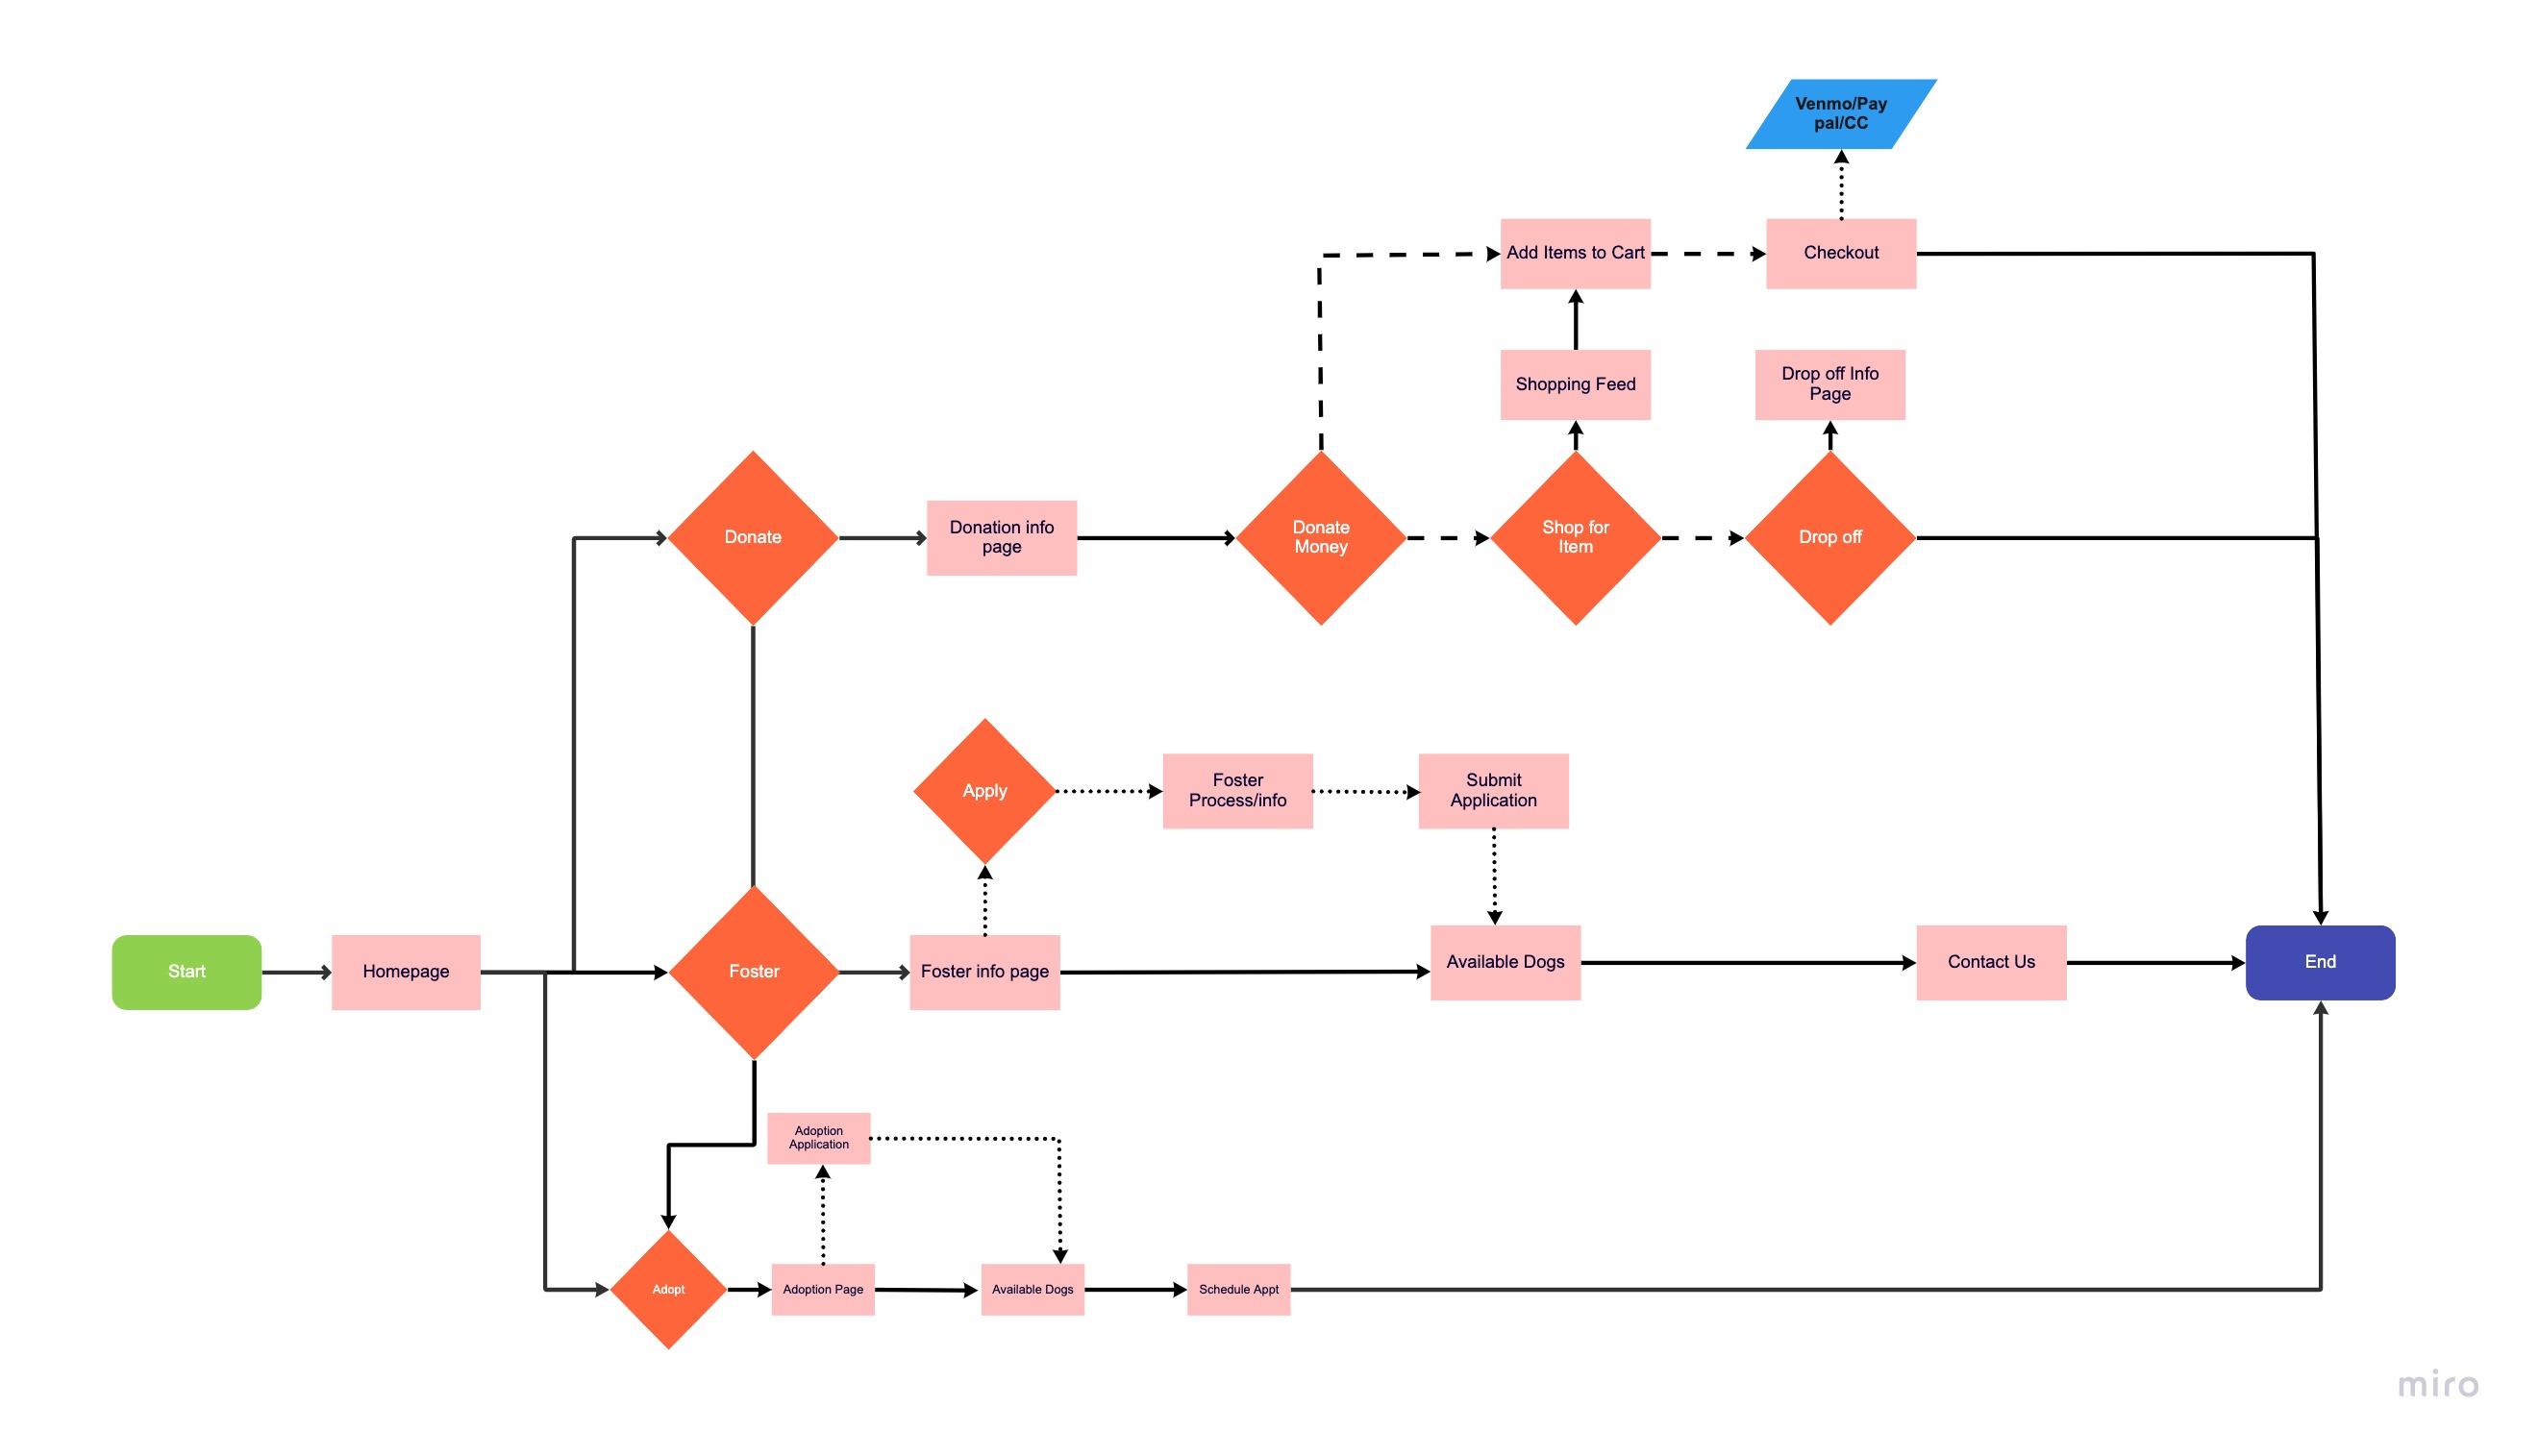 Venmo/Pay
pal/CC
Add Items to Cart
Checkout
Shopping Feed
Drop off Info
Page
Donate
Donation info
page
Donate
Money
Shop for
Item
Drop off
Apply
Foster
Process/info
Submit
Application
Start
Homepage
Foster
Foster info page
Available Dogs
Contact Us
End
Adoption
Application
Adopt
Adoption Page
Available Dogs
Schedule Appt
miro